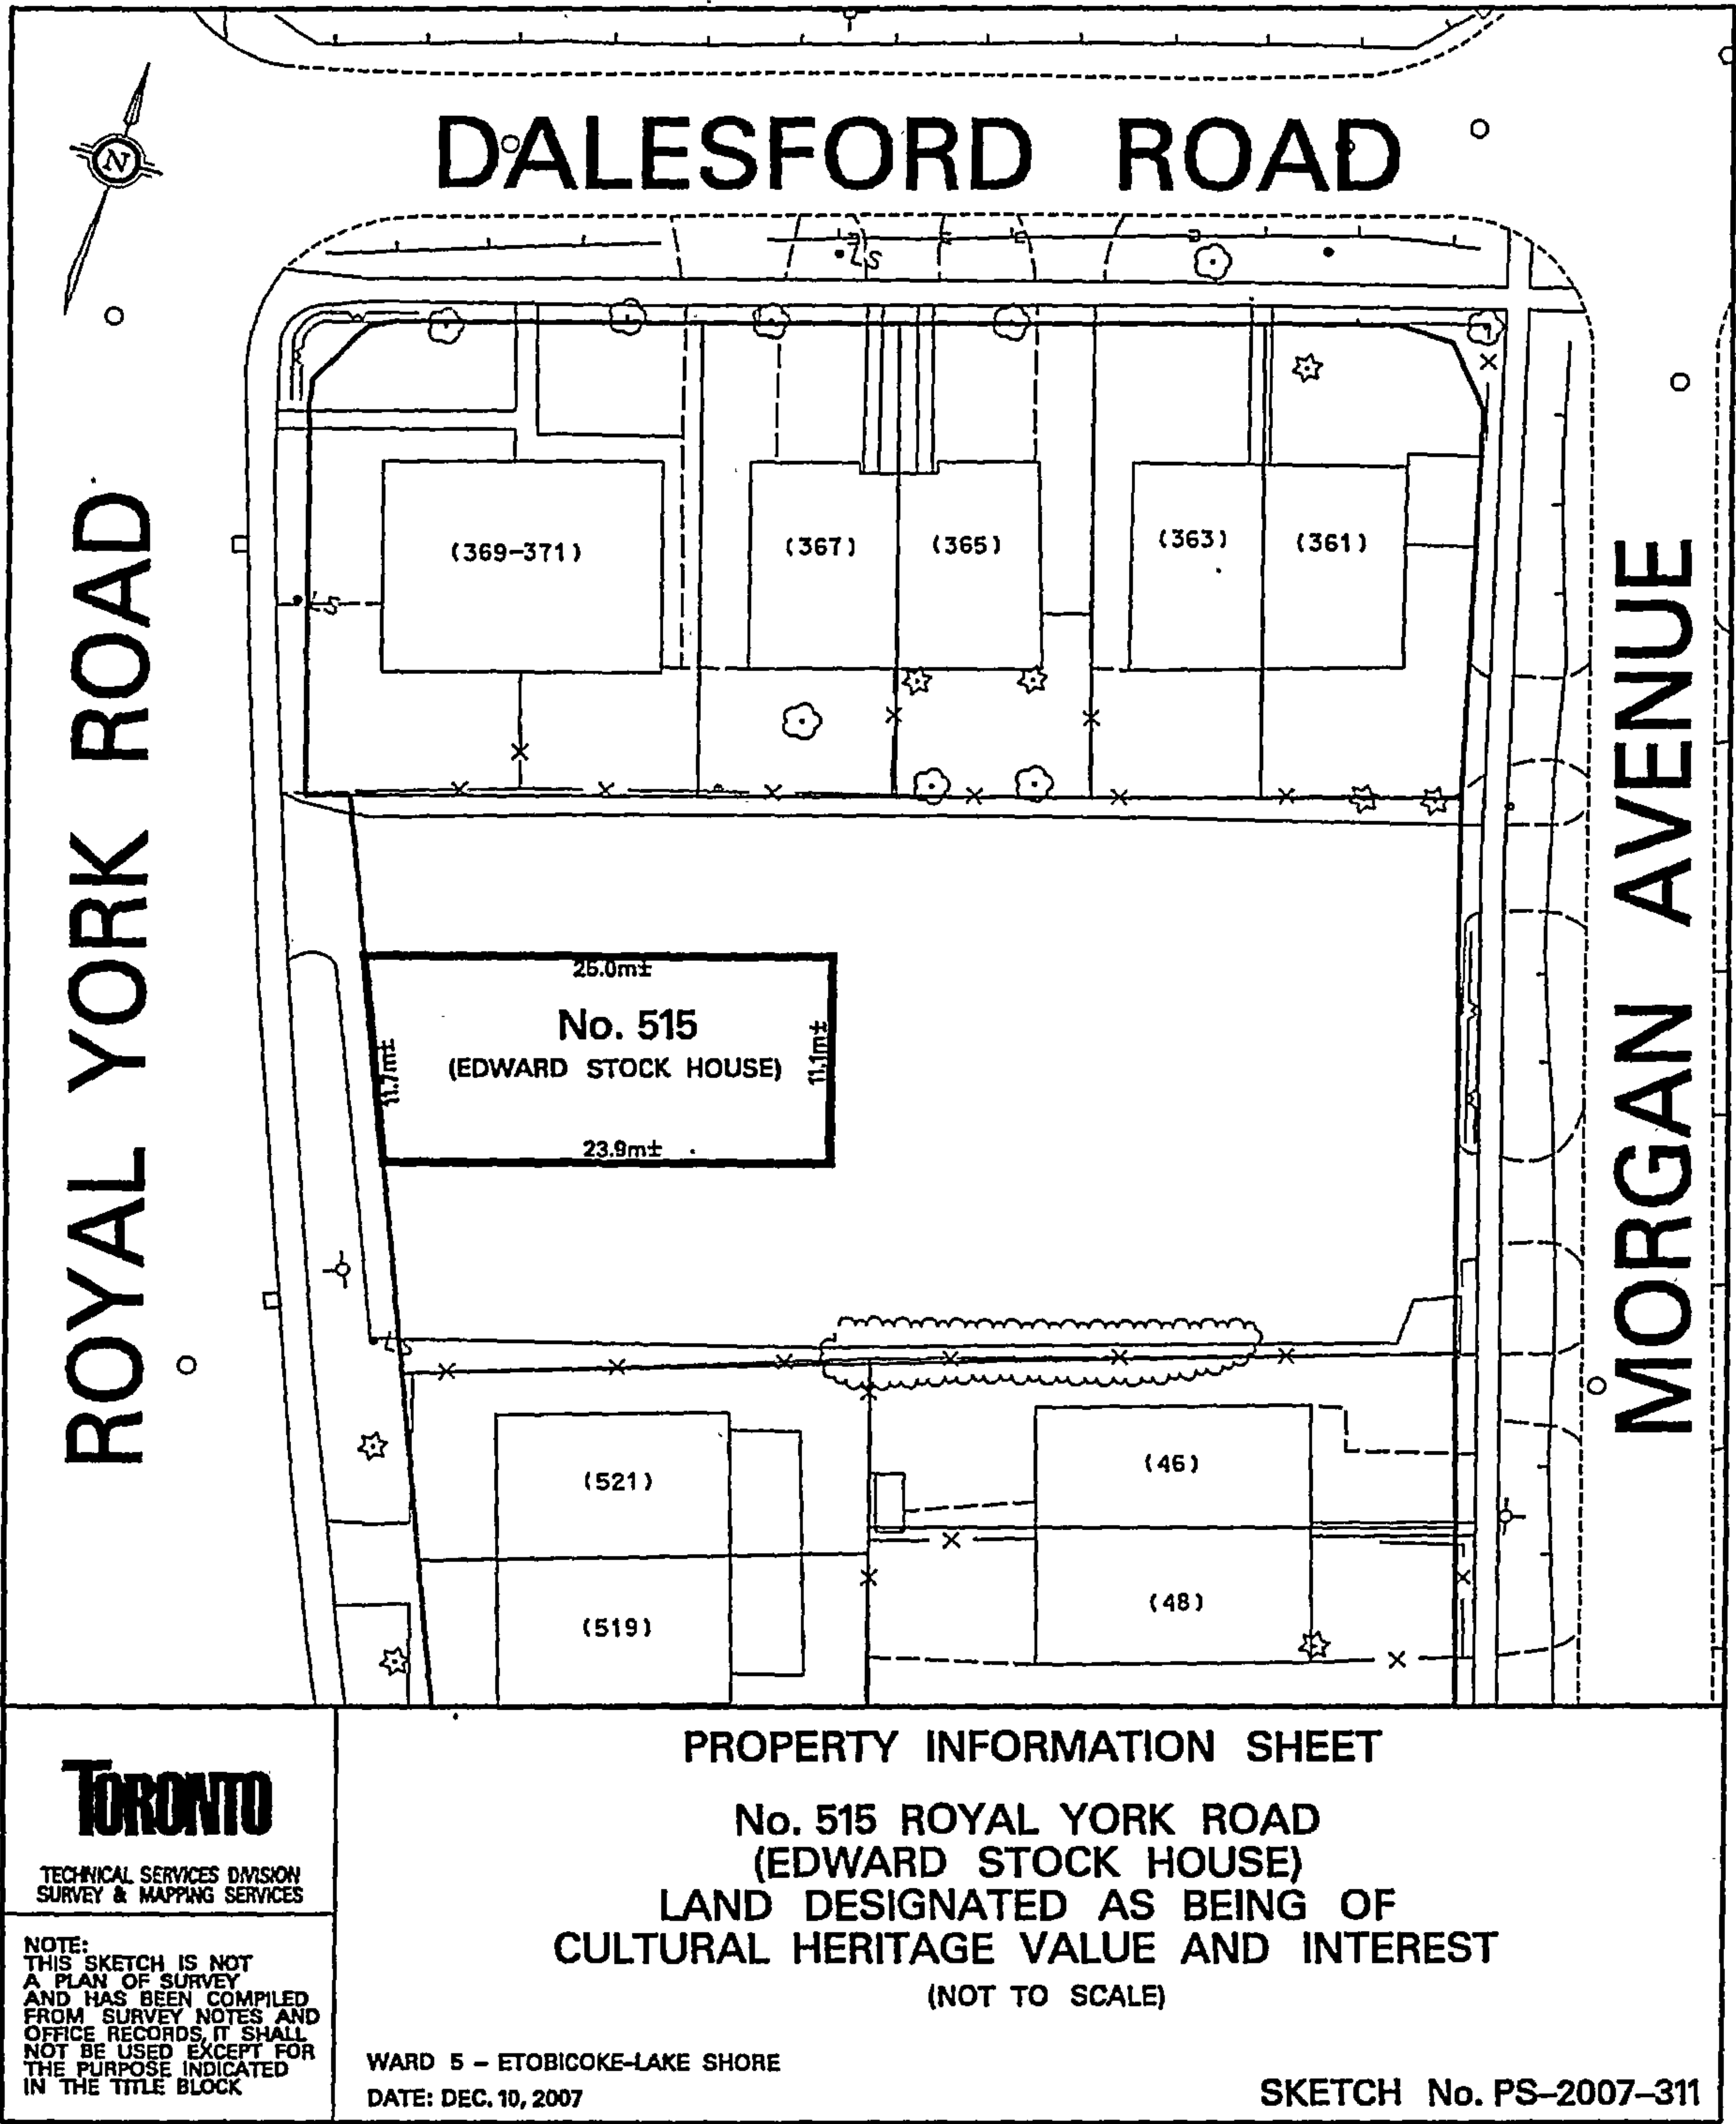 DALESFORD ROAD
N
LS
ROYAL YORK ROAD
MORGAN AVENUE
(369-371)
(367)
(365)
(363)
(361)
LS
No. 515
(EDWARD STOCK HOUSE)
11.7m±
11.1m±
23.9m±
LS
(521)
(46)
(519)
(48)
TORONTO
TECHNICAL SERVICES DIVISION
SURVEY & MAPPING SERVICES
NOTE:
THIS SKETCH IS NOT
A PLAN OF SURVEY
AND HAS BEEN COMPILED
FROM SURVEY NOTES AND
OFFICE RECORDS, IT SHALL
NOT BE USED EXCEPT FOR
THE PURPOSE INDICATED
IN THE TITLE BLOCK
PROPERTY INFORMATION SHEET
No. 515 ROYAL YORK ROAD
(EDWARD STOCK HOUSE)
LAND DESIGNATED AS BEING OF
CULTURAL HERITAGE VALUE AND INTEREST
(NOT TO SCALE)
WARD 5 - ETOBICOKE-LAKE SHORE
DATE: DEC. 10, 2007
SKETCH No. PS-2007-311